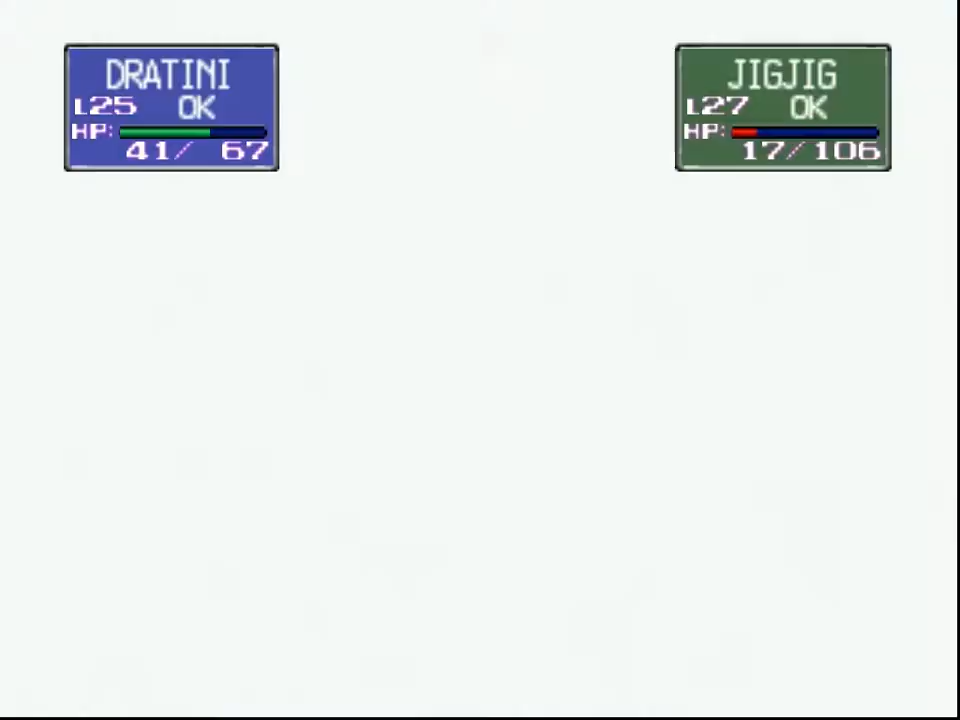 DRATINI
L25 OK
HP:
41/ 67
JIGJIG
L27 OK
HP:
17/106